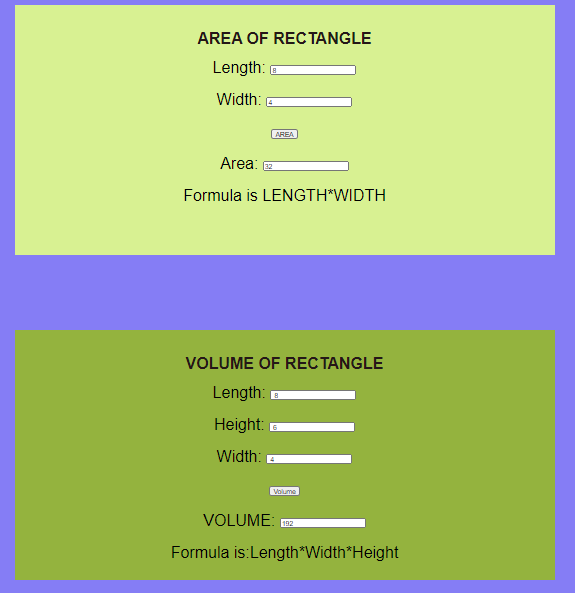 AREA OF RECTANGLE
Length: 8
Width: 4
AREA
Area: 32
Formula is LENGTH*WIDTH
VOLUME OF RECTANGLE
Length: 8
Height: 6
Width: 4
Volume
VOLUME: 192
Formula is:Length*Width*Height